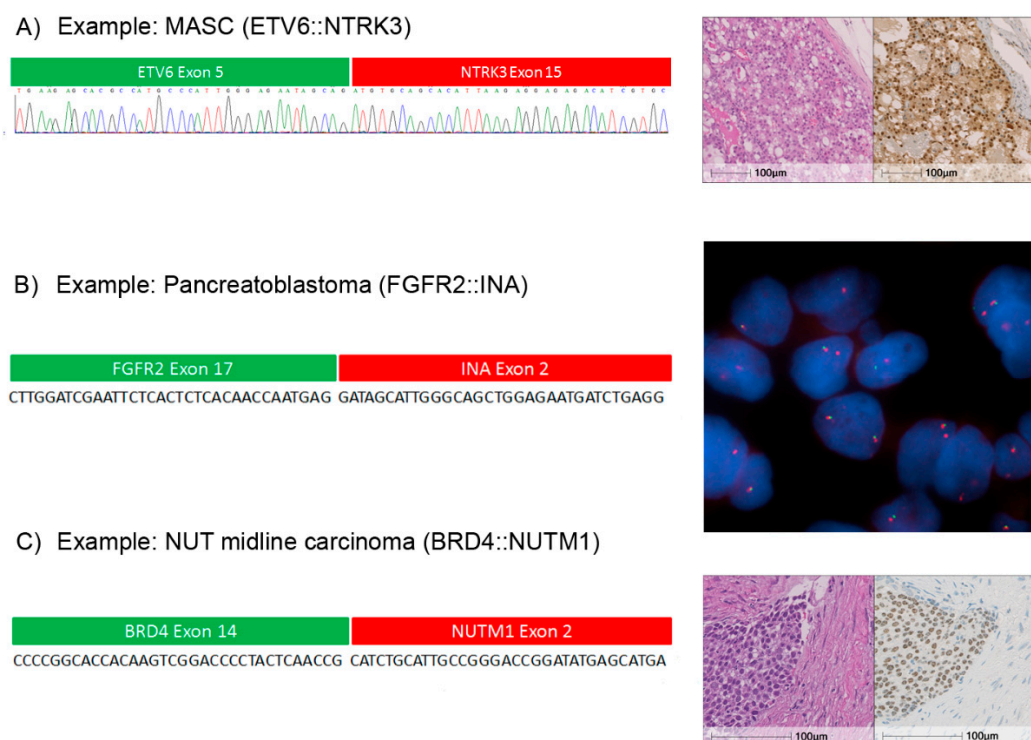 A) Example: MASC (ETV6::NTRK3)
ETV6 Exon 5 NTRK3 Exon 15
TGAAGAGCACGCCATGCCCATTGGGAGAATAGCAGATGTGCAGCACATTAAGAGGAGAGACATCGTGC
100µm 100µm
B) Example: Pancreatoblastoma (FGFR2::INA)
FGFR2 Exon 17 INA Exon 2
CTTGGATCGAATTCTCACTCTCACAACCAATGAG GATAGCATTGGGCAGCTGGAGAATGATCTGAGG
C) Example: NUT midline carcinoma (BRD4::NUTM1)
BRD4 Exon 14 NUTM1 Exon 2
CCCCGGCACCACAAGTCGGACCCCTACTCAACCG CATCTGCATTGCCGGGACCGGATATGAGCATGA
100µm 100µm